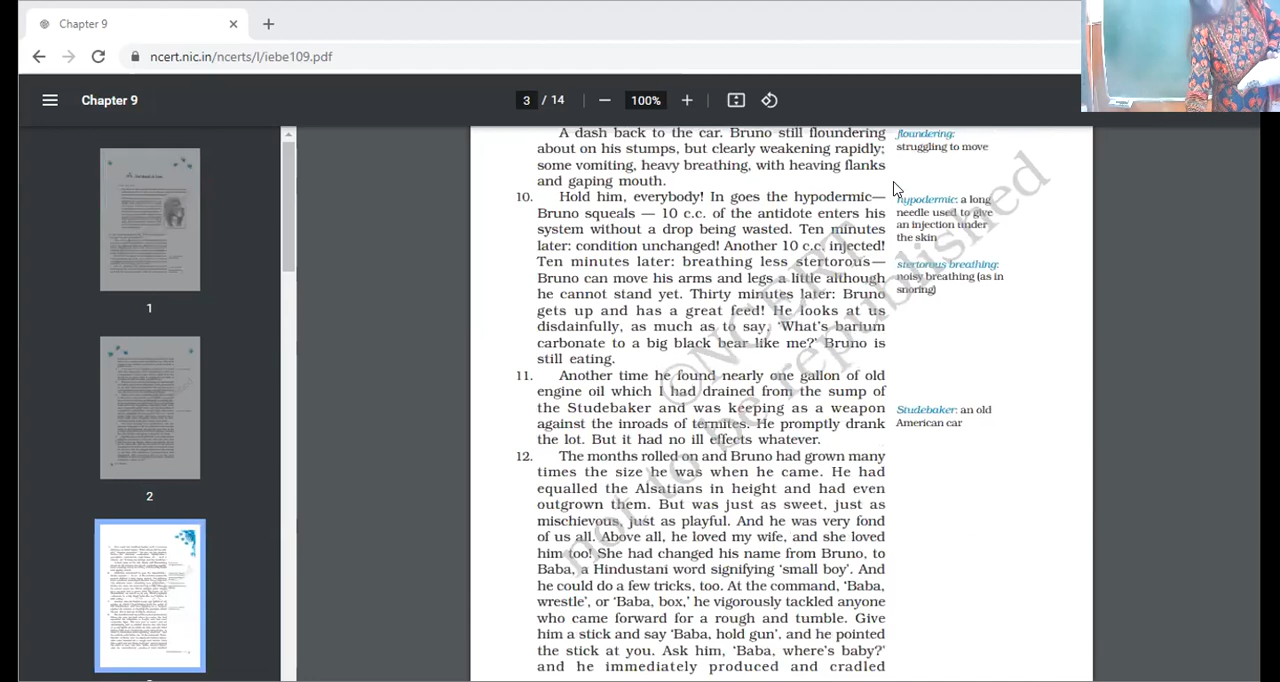 Chapter 9
ncert.nic.in/ncerts/l/iebe109.pdf
Chapter 9
3 / 14
100%
1
2
A dash back to the car. Bruno still floundering
about on his stumps, but clearly weakening rapidly;
some vomiting, heavy breathing, with heaving flanks
and gaping mouth.
floundering:
struggling to move
10. Hold him, everybody! In goes the hypodermic—
Bruno squeals — 10 c.c. of the antidote enters his
system without a drop being wasted. Ten minutes
later: condition unchanged! Another 10 c.c. injected!
Ten minutes later: breathing less stertorous—
Bruno can move his arms and legs a little although
he cannot stand yet. Thirty minutes later: Bruno
gets up and has a great feed! He looks at us
disdainfully, as much as to say, 'What's barium
carbonate to a big black bear like me?' Bruno is
still eating.
hypodermic: a long
needle used to give
an injection under
the skin
stertorous breathing:
noisy breathing (as in
snoring)
11. Another time he found nearly one gallon of old
engine oil which I had drained from the sump of
the Studebaker and was keeping as a weapon
against the inroads of termites. He promptly drank
the lot. But it had no ill effects whatever.
Studebaker: an old
American car
12. The months rolled on and Bruno had grown many
times the size he was when he came. He had
equalled the Alsatians in height and had even
outgrown them. But was just as sweet, just as
mischievous, just as playful. And he was very fond
of us all. Above all, he loved my wife, and she loved
him too! She had changed his name from Bruno, to
Baba, a Hindustani word signifying 'small boy'. And
he could do a few tricks, too. At the command, 'Baba,
wrestle', or 'Baba, box,' he vigorously tackled anyone
who came forward for a rough and tumble. Give
him a stick and say 'Baba, hold gun', and he pointed
the stick at you. Ask him, 'Baba, where's baby?'
and he immediately produced and cradled
© NCERT
not to be republished